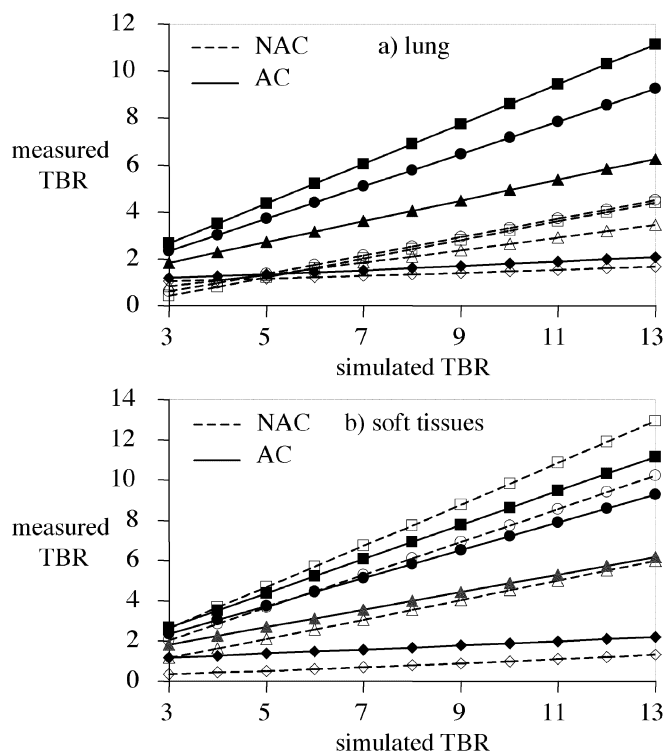 12
NAC a) lung
10
AC
8
measured
TBR
6
4
2
0
3 5 7 9 11 13
simulated TBR
14
NAC b) soft tissues
12
AC
10
measured
TBR
8
6
4
2
0
3 5 7 9 11 13
simulated TBR